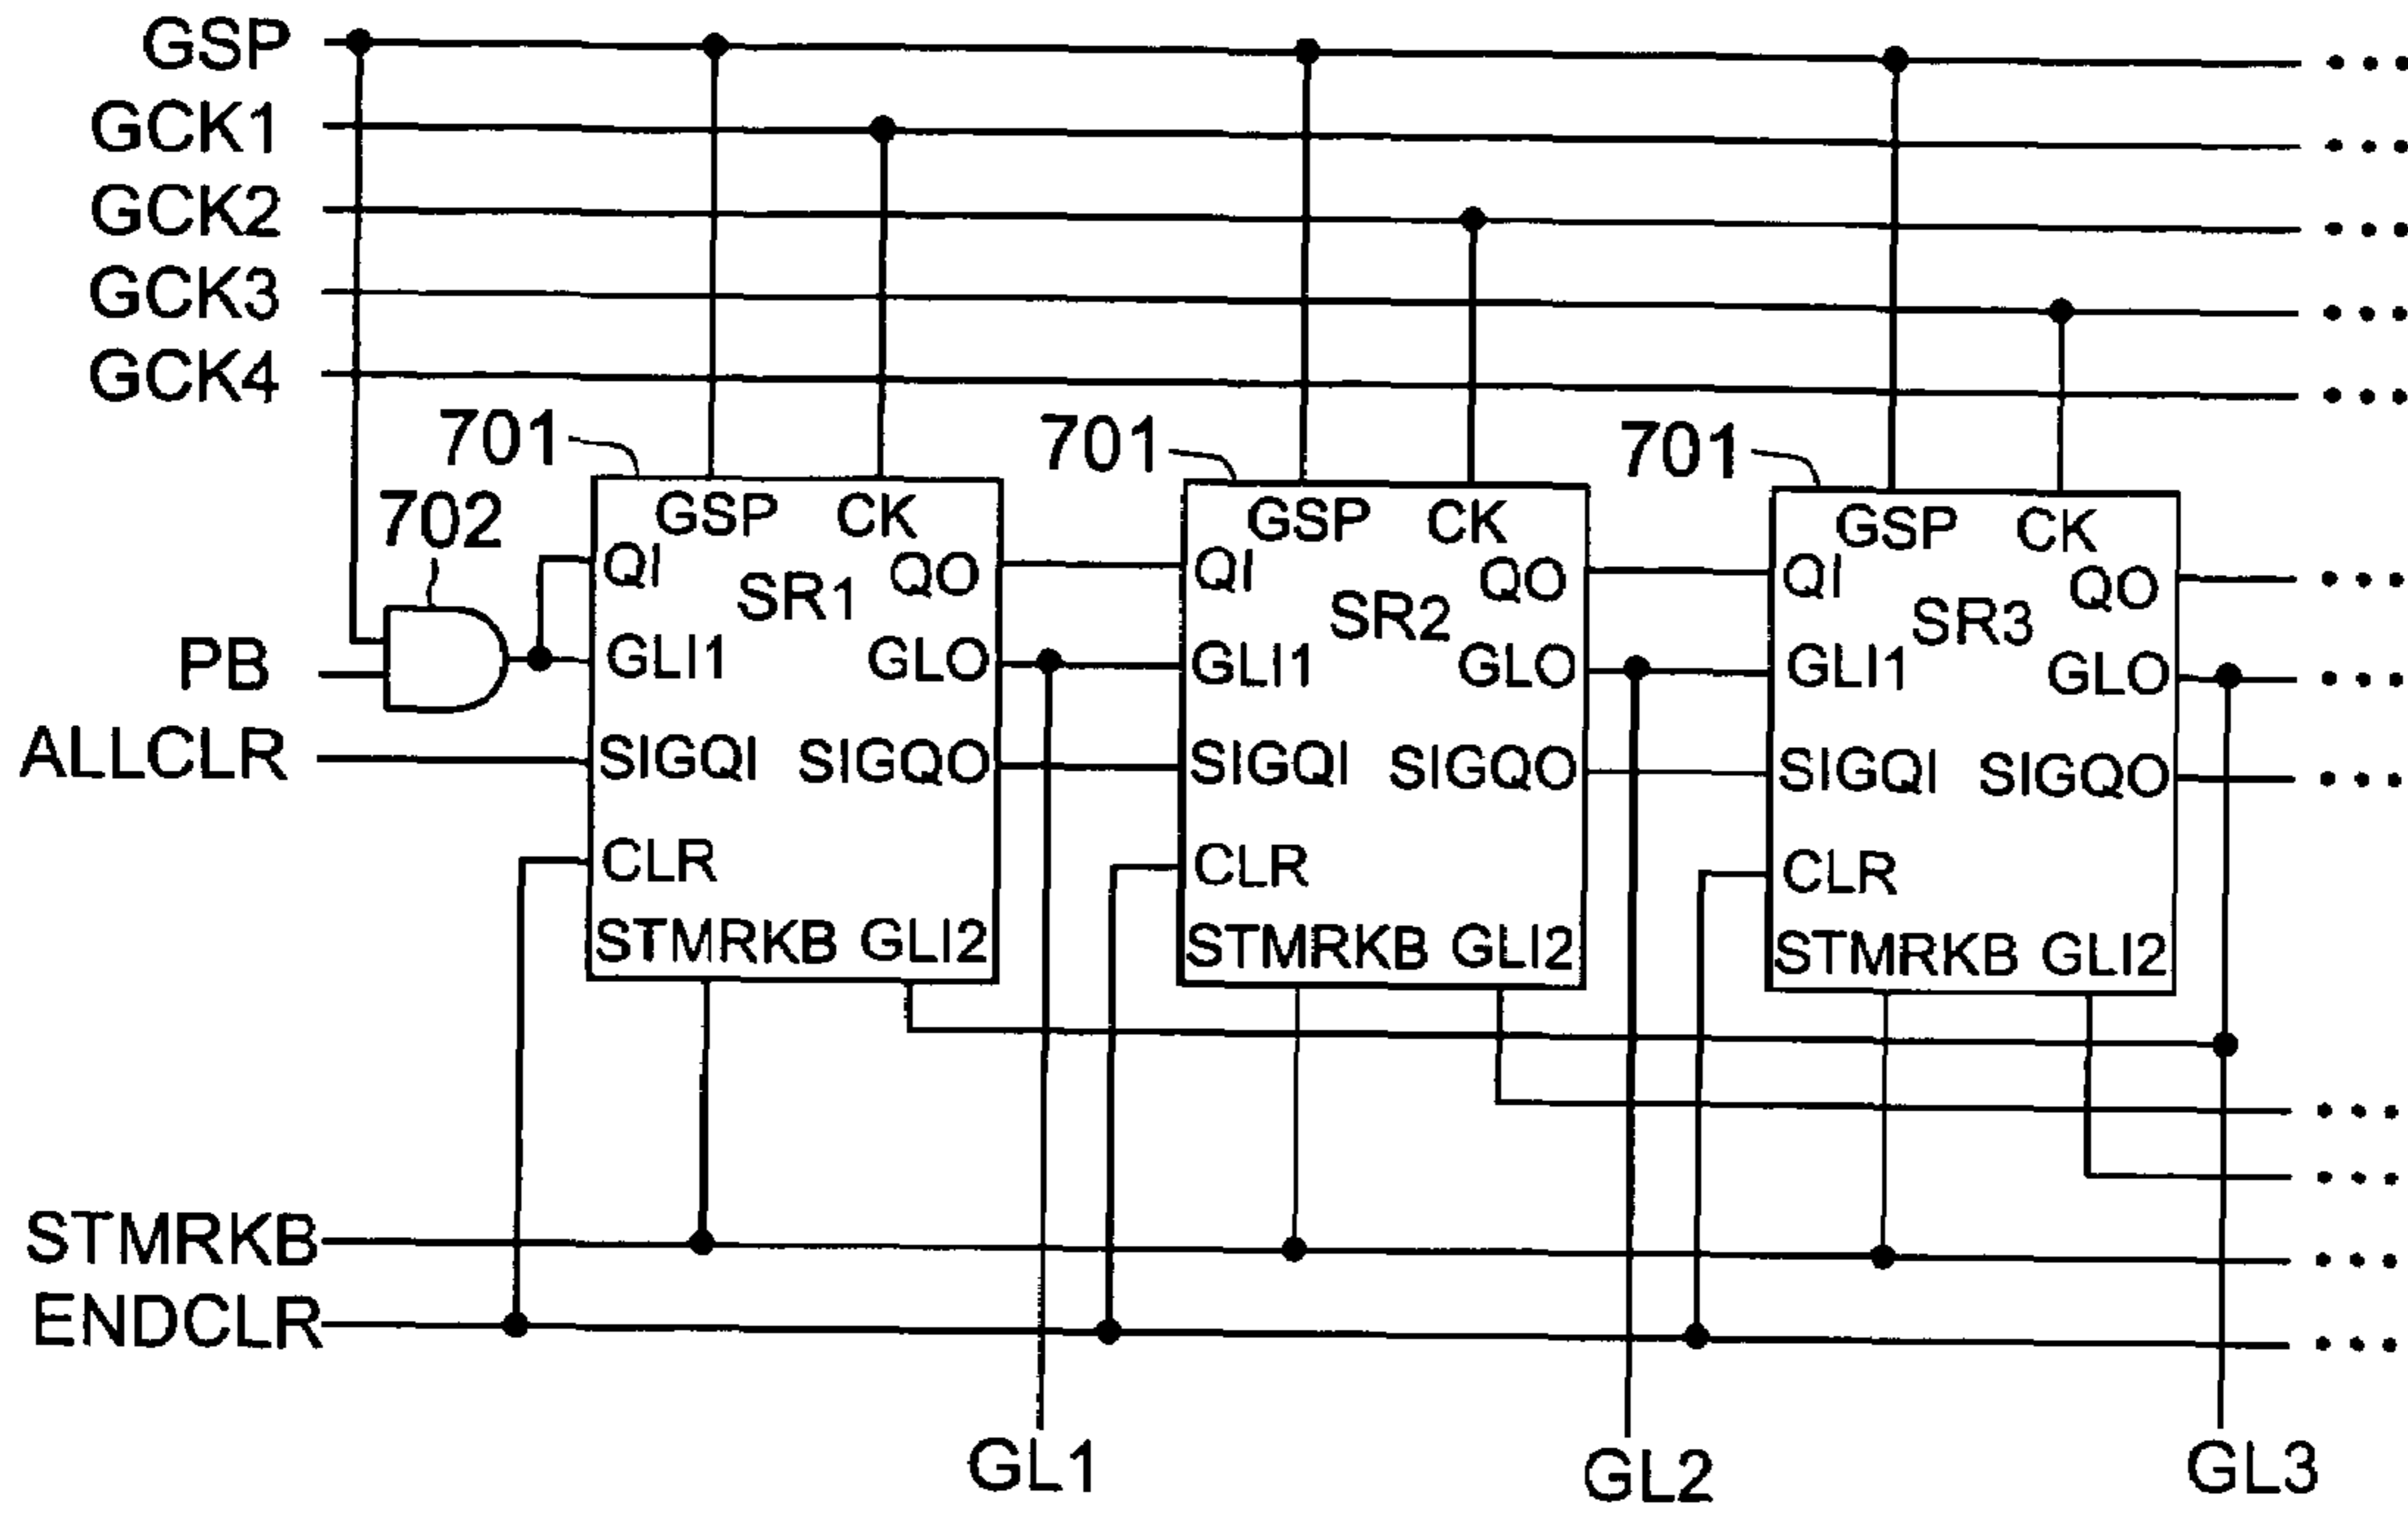 GSP
GCK1
GCK2
GCK3
GCK4
701
701
701
702
GSP CK
QI
SR1
QO
GLI1
GLO
SIGQI SIGQO
CLR
STMRKB GLI2
GSP CK
QI
SR2
QO
GLI1
GLO
SIGQI SIGQO
CLR
STMRKB GLI2
GSP CK
QI
SR3
QO
GLI1
GLO
SIGQI SIGQO
CLR
STMRKB GLI2
PB
ALLCLR
STMRKB
ENDCLR
GL1
GL2
GL3